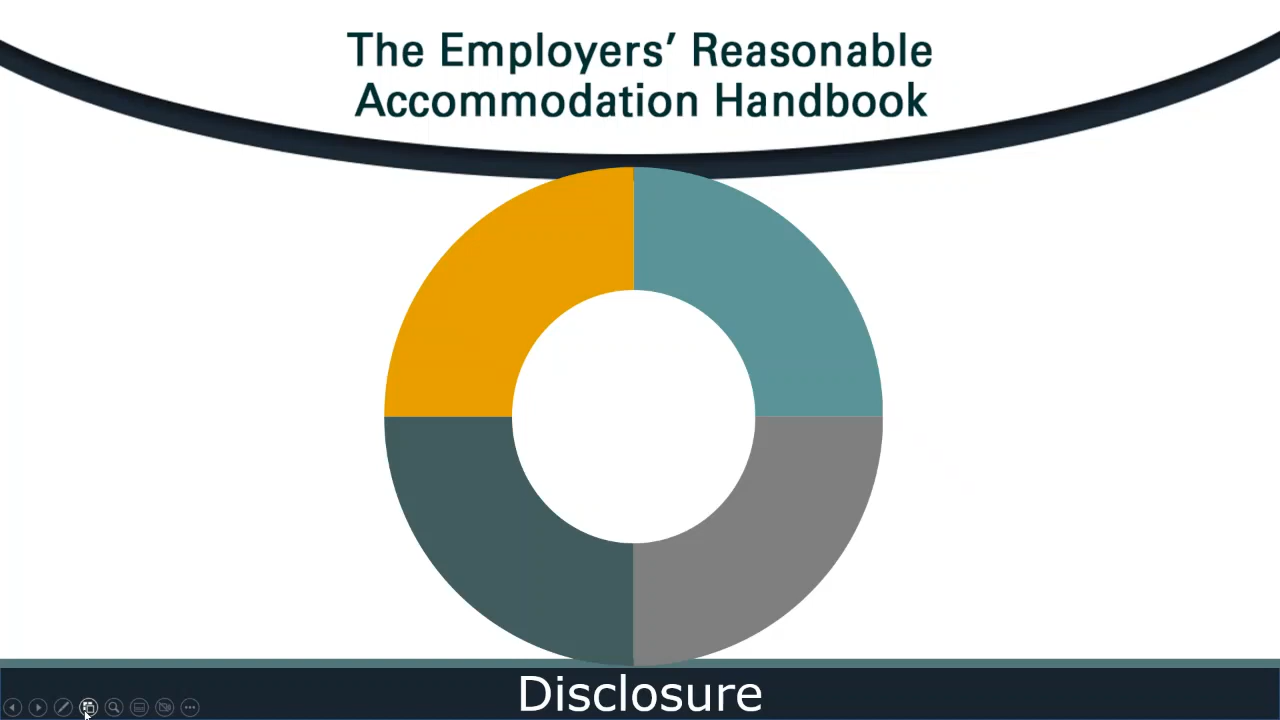 The Employers’ Reasonable
Accommodation Handbook
Disclosure